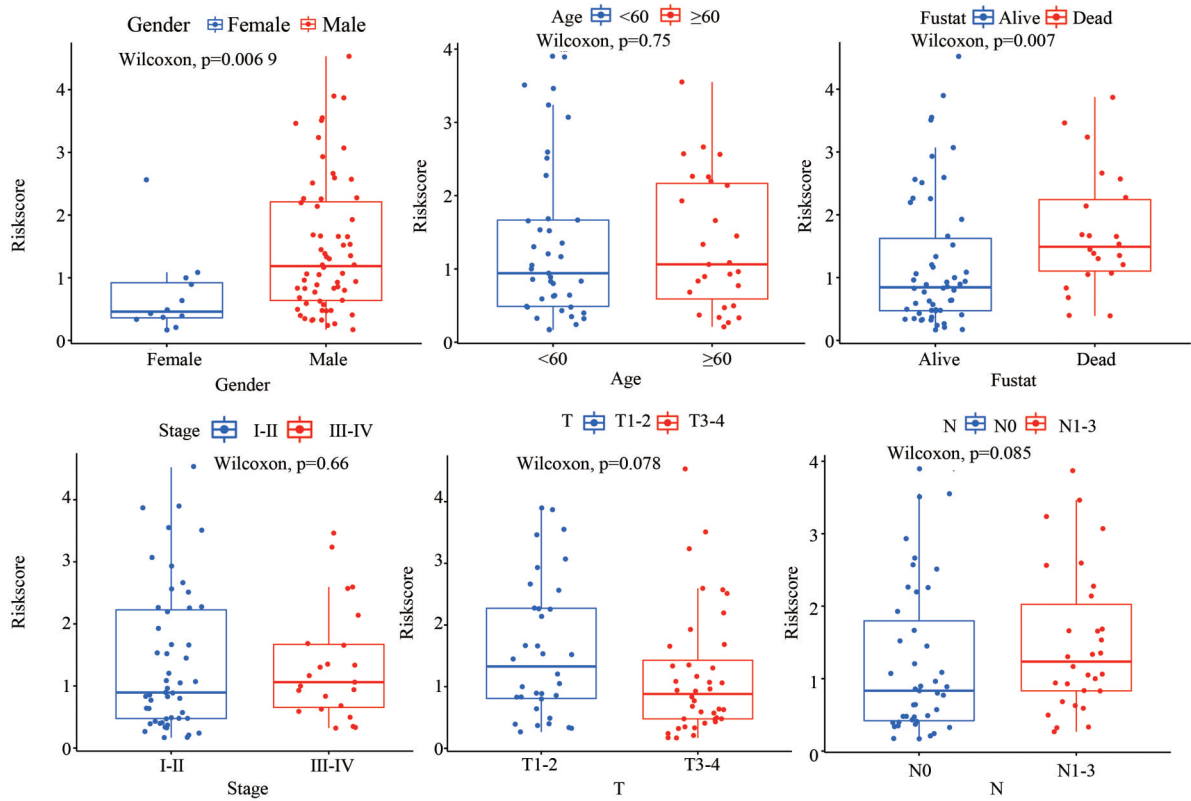 Gender Female Male
Wilcoxon, p=0.006 9
Riskscore
4
3
2
1
0
Female Male
Gender
Age <60 ≥60
Wilcoxon, p=0.75
Riskscore
4
3
2
1
0
<60 ≥60
Age
Fustat Alive Dead
Wilcoxon, p=0.007
Riskscore
4
3
2
1
0
Alive Dead
Fustat
Stage I-II III-IV
Wilcoxon, p=0.66
Riskscore
4
3
2
1
0
I-II III-IV
Stage
T T1-2 T3-4
Wilcoxon, p=0.078
Riskscore
4
3
2
1
0
T1-2 T3-4
T
N N0 N1-3
Wilcoxon, p=0.085
Riskscore
4
3
2
1
0
N0 N1-3
N